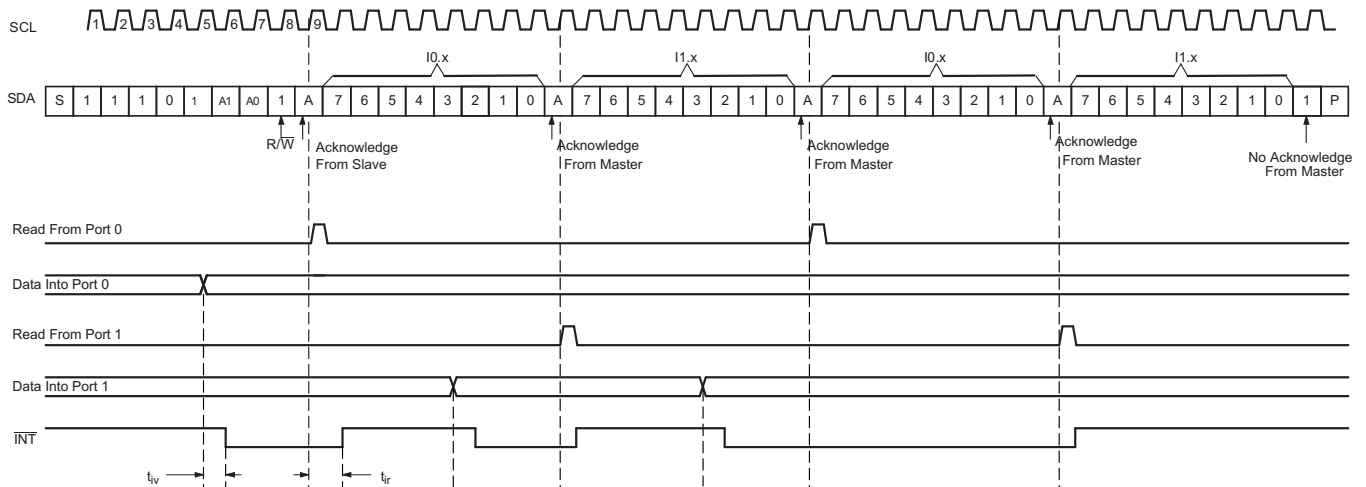 SCL 1 2 3 4 5 6 7 8 9
I0.x I1.x I0.x I1.x
SDA S 1 1 1 0 1 A1 A0 1 A 7 6 5 4 3 2 1 0 A 7 6 5 4 3 2 1 0 A 7 6 5 4 3 2 1 0 A 7 6 5 4 3 2 1 0 1 P
R/W
Acknowledge
From Slave
Acknowledge
From Master
Acknowledge
From Master
Acknowledge
From Master
No Acknowledge
From Master
Read From Port 0
Data Into Port 0
Read From Port 1
Data Into Port 1
INT
tiv
tir